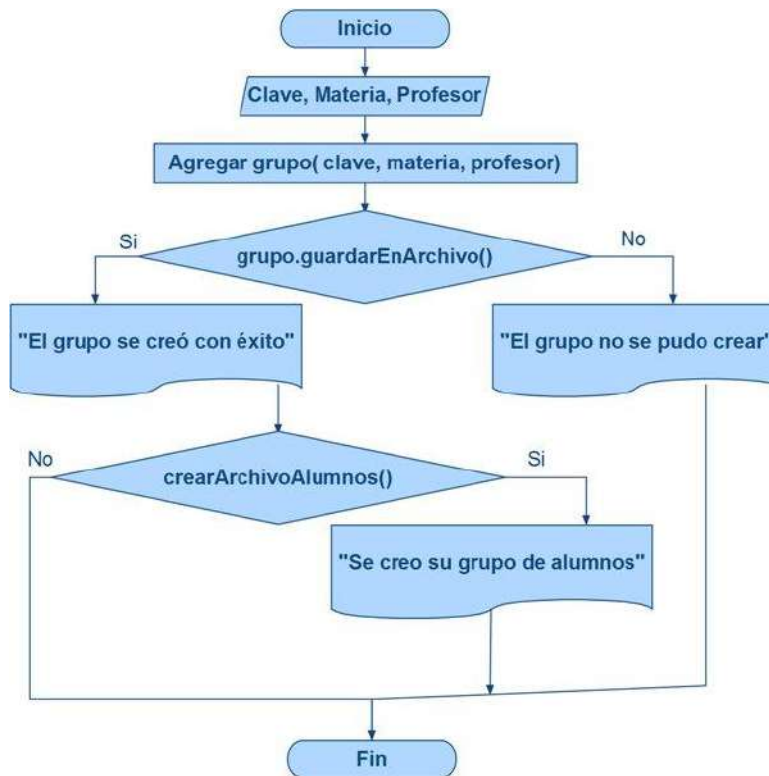 Inicio
Clave, Materia, Profesor
Agregar grupo( clave, materia, profesor)
Si
No
grupo.guardarEnArchivo()
"El grupo se creó con éxito"
"El grupo no se pudo crear"
No
Si
crearArchivoAlumnos()
"Se creo su grupo de alumnos"
Fin